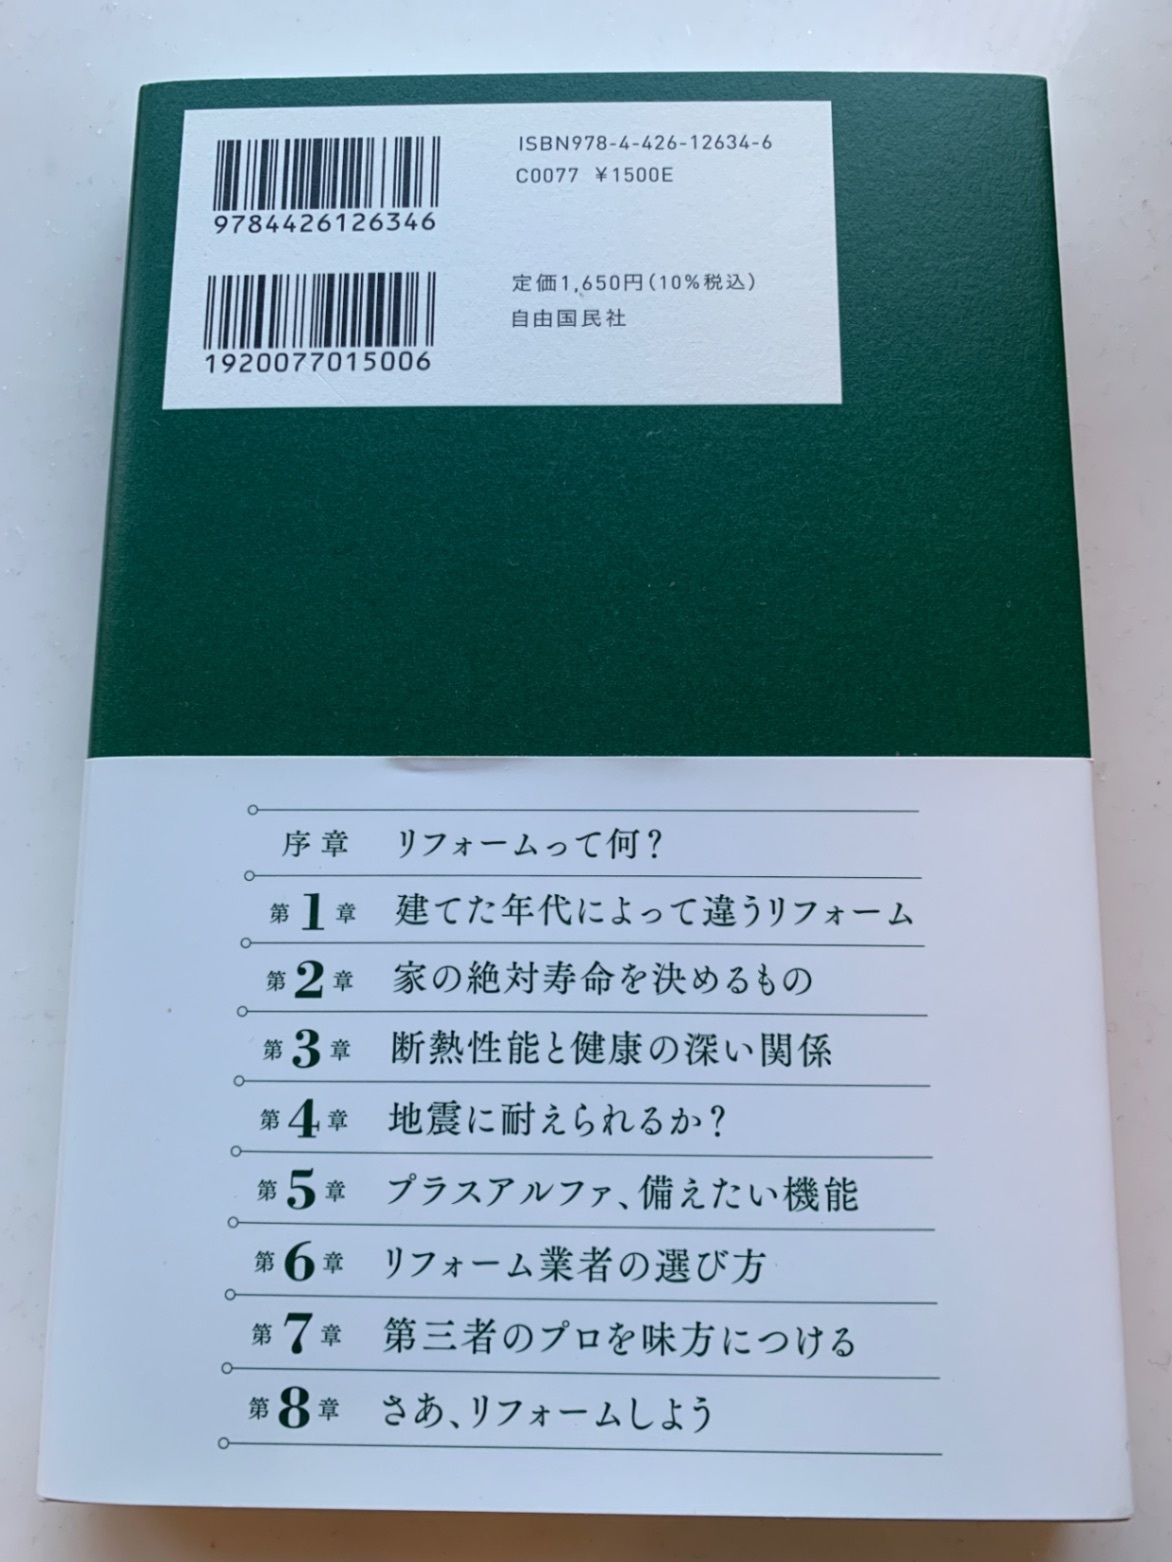 ISBN978-4-426-12634-6
C0077 ¥1500E
9784426126346
定価1,650円(10%税込)
自由国民社
1920077015006
序章 リフォームって何?
第1章 建てた年代によって違うリフォーム
第2章 家の絶対寿命を決めるもの
第3章 断熱性能と健康の深い関係
第4章 地震に耐えられるか?
第5章 プラスアルファ、備えたい機能
第6章 リフォーム業者の選び方
第7章 第三者のプロを味方につける
第8章 さあ、リフォームしよう